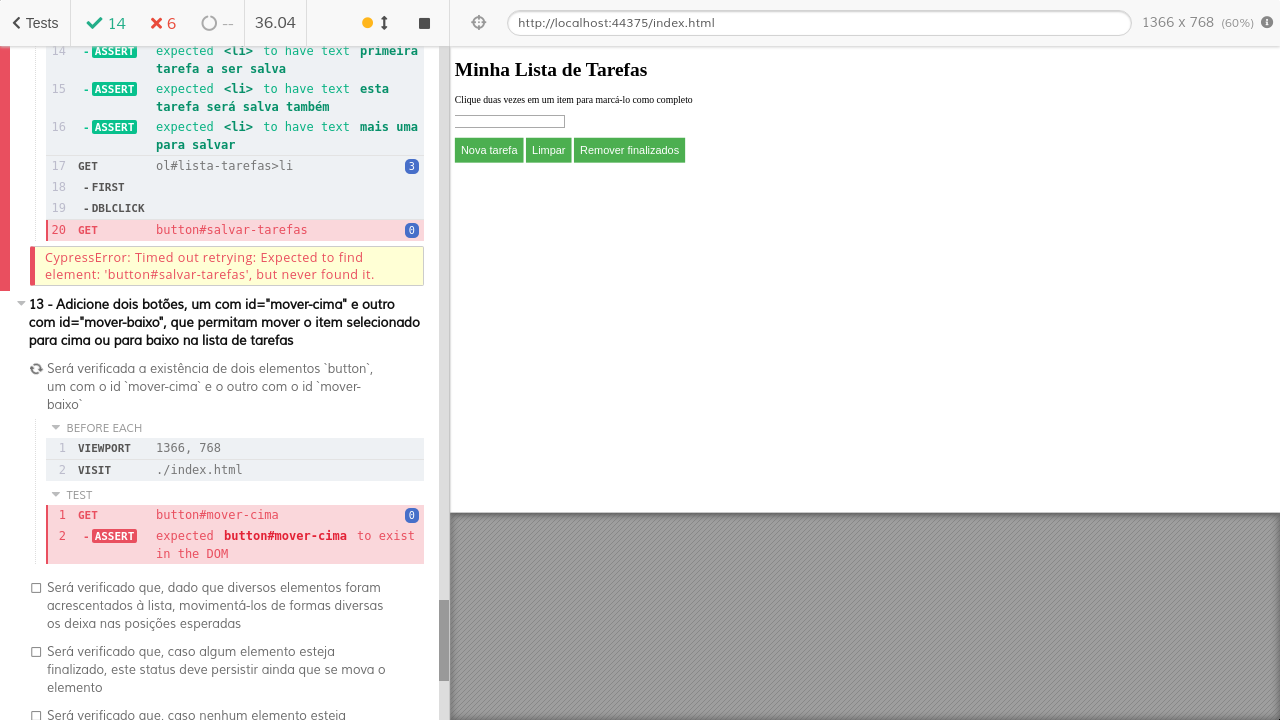 Tests
14
6
--
36.04
http://localhost:44375/index.html
1366 x 768 (60%)
14 - ASSERT expected <li> to have text primeira
tarefa a ser salva
15 - ASSERT expected <li> to have text esta
tarefa será salva também
16 - ASSERT expected <li> to have text mais uma
para salvar
17 GET ol#lista-tarefas>li 3
18 - FIRST
19 - DBLCLICK
20 GET button#salvar-tarefas 0
CypressError: Timed out retrying: Expected to find
element: 'button#salvar-tarefas', but never found it.
13 - Adicione dois botões, um com id="mover-cima" e outro
com id="mover-baixo", que permitam mover o item selecionado
para cima ou para baixo na lista de tarefas
Será verificada a existência de dois elementos `button`,
um com o id `mover-cima` e o outro com o id `mover-
baixo`
BEFORE EACH
1 VIEWPORT 1366, 768
2 VISIT ./index.html
TEST
1 GET button#mover-cima 0
2 - ASSERT expected button#mover-cima to exist
in the DOM
Será verificado que, dado que diversos elementos foram
acrescentados à lista, movimentá-los de formas diversas
os deixa nas posições esperadas
Será verificado que, caso algum elemento esteja
finalizado, este status deve persistir ainda que se mova o
elemento
Será verificado que, caso nenhum elemento esteja
Minha Lista de Tarefas
Clique duas vezes em um item para marcá-lo como completo
Nova tarefa
Limpar
Remover finalizados